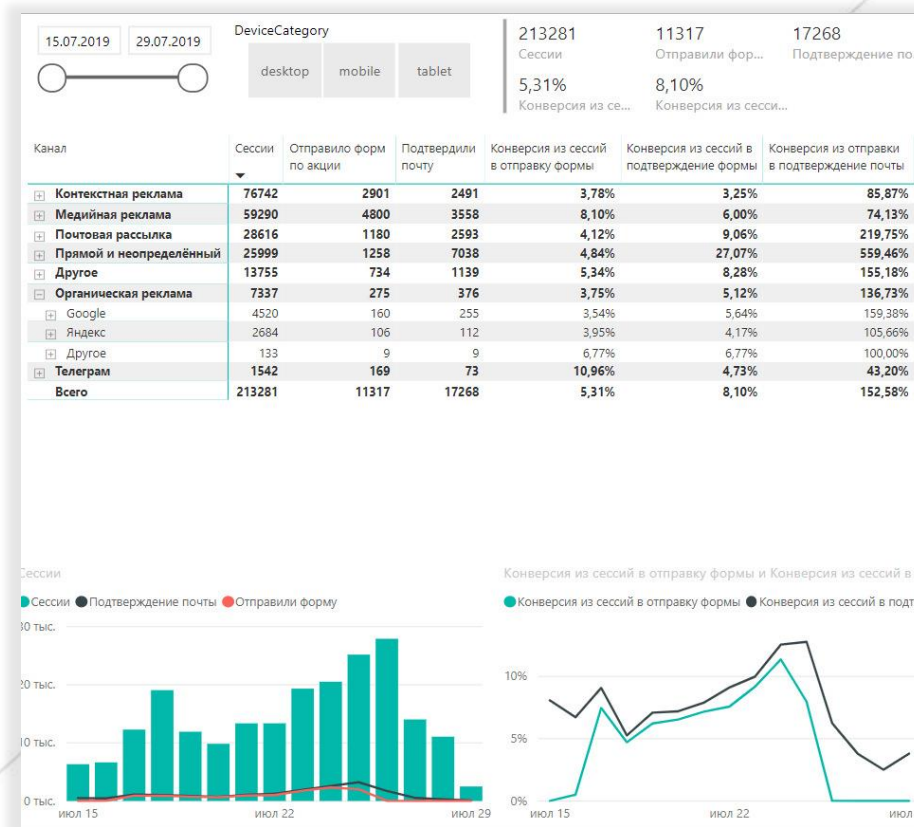 15.07.2019 29.07.2019
DeviceCategory
desktop mobile tablet
213281 11317 17268
Сессии Отправили фор... Подтверждение по
5,31% 8,10%
Конверсия из се... Конверсия из сесси...
Канал Сессии Отправило форм Подтвердили Конверсия из сессий Конверсия из сессий в Конверсия из отправки
по акции почту в отправку формы подтверждение формы в подтверждение почты
Контекстная реклама 76742 2901 2491 3,78% 3,25% 85,87%
Медийная реклама 59290 4800 3558 8,10% 6,00% 74,13%
Почтовая рассылка 28616 1180 2593 4,12% 9,06% 219,75%
Прямой и неопределённый 25999 1258 7038 4,84% 27,07% 559,46%
Другое 13755 734 1139 5,34% 8,28% 155,18%
Органическая реклама 7337 275 376 3,75% 5,12% 136,73%
Google 4520 160 255 3,54% 5,64% 159,38%
Яндекс 2684 106 112 3,95% 4,17% 105,66%
Другое 133 9 9 6,77% 6,77% 100,00%
Телеграм 1542 169 73 10,96% 4,73% 43,20%
Всего 213281 11317 17268 5,31% 8,10% 152,58%
Сессии
Сессии Подтверждение почты Отправили форму
30 тыс.
20 тыс.
10 тыс.
0 тыс.
июл 15 июл 22 июл 29
Конверсия из сессий в отправку формы и Конверсия из сессий в
Конверсия из сессий в отправку формы Конверсия из сессий в подт
10%
5%
0%
июл 15 июл 22 июл